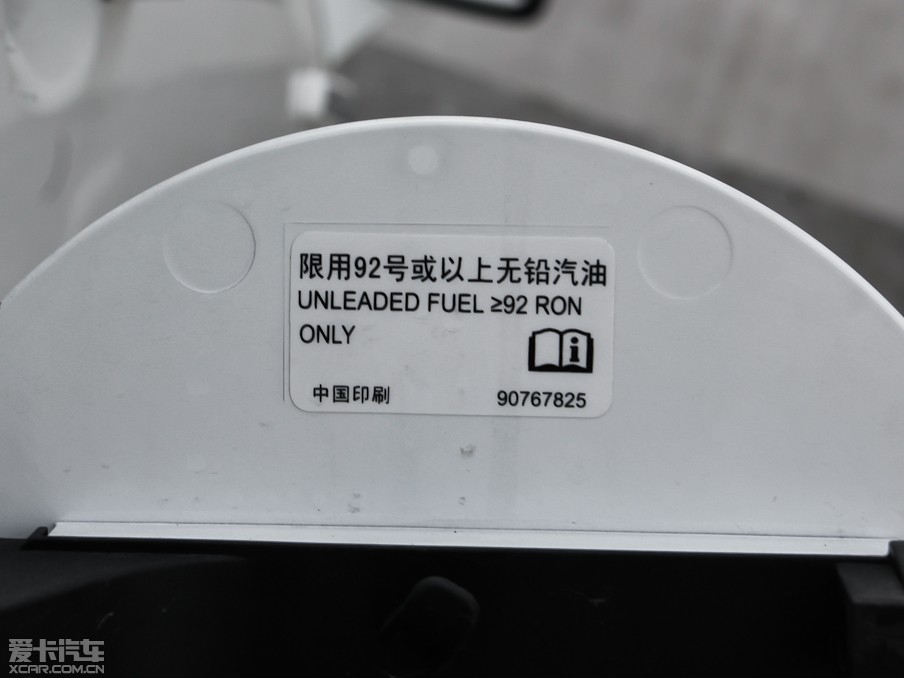 限用92号或以上无铅汽油
UNLEADED FUEL ≥92 RON
ONLY
中国印刷 90767825
爱卡汽车
XCAR.COM.CN